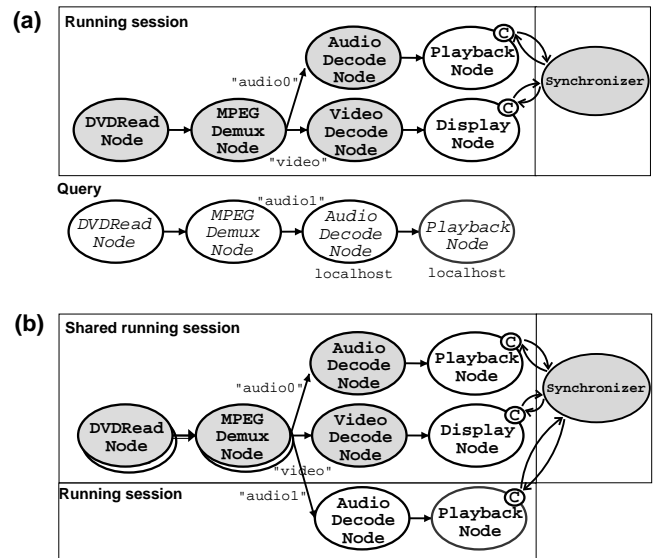 (a)
Running session
Audio
Decode
Node
Playback
Node
C
Synchronizer
"audio0"
DVDRead
Node
MPEG
Demux
Node
Video
Decode
Node
Display
Node
C
"video"
Query
"audio1"
DVDRead
Node
MPEG
Demux
Node
Audio
Decode
Node
Playback
Node
localhost
localhost
(b)
Shared running session
Audio
Decode
Node
Playback
Node
C
Synchronizer
"audio0"
DVDRead
Node
MPEG
Demux
Node
Video
Decode
Node
Display
Node
C
"video"
Running session
"audio1"
Audio
Decode
Node
Playback
Node
C